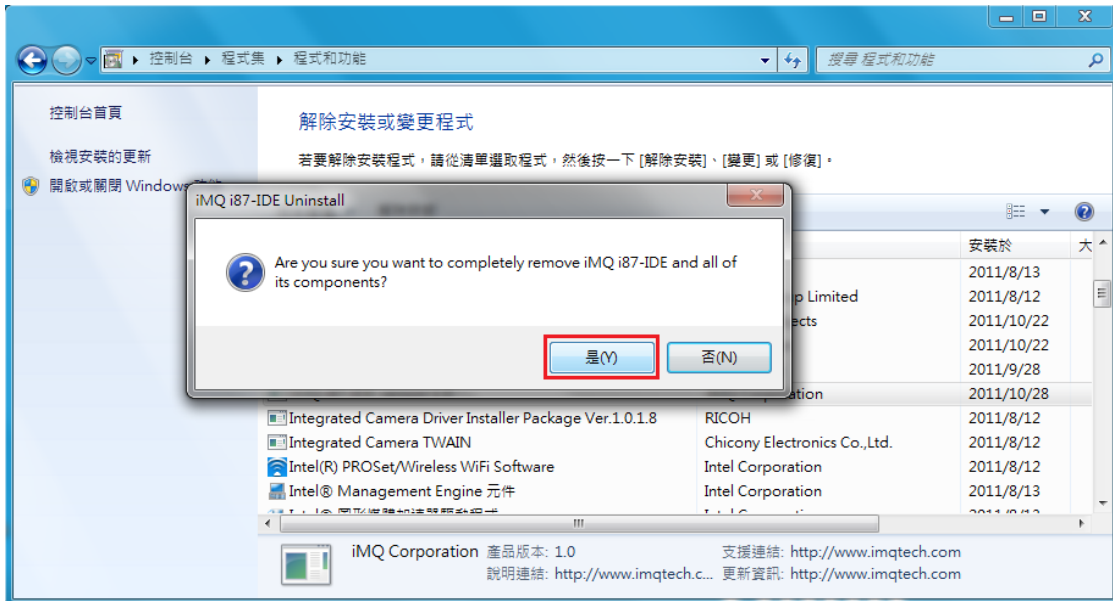 控制台 ▸ 程式集 ▸ 程式和功能
搜尋 程式和功能
控制台首頁
檢視安裝的更新
開啟或關閉 Windows
解除安裝或變更程式
若要解除安裝程式，請從清單選取程式，然後按一下 [解除安裝]、[變更] 或 [修復]。
iMQ i87-IDE Uninstall
Are you sure you want to completely remove iMQ i87-IDE and all of
its components?
是(Y) 否(N)
安裝於 大
2011/8/13
p Limited 2011/8/12
ects 2011/10/22
2011/10/22
2011/9/28
2011/10/28
Integrated Camera Driver Installer Package Ver.1.0.1.8 RICOH 2011/8/12
Integrated Camera TWAIN Chicony Electronics Co.,Ltd. 2011/8/12
Intel(R) PROSet/Wireless WiFi Software Intel Corporation 2011/8/12
Intel® Management Engine 元件 Intel Corporation 2011/8/13
iMQ Corporation 產品版本: 1.0 支援連結: http://www.imqtech.com
說明連結: http://www.imqtech.c... 更新資訊: http://www.imqtech.com